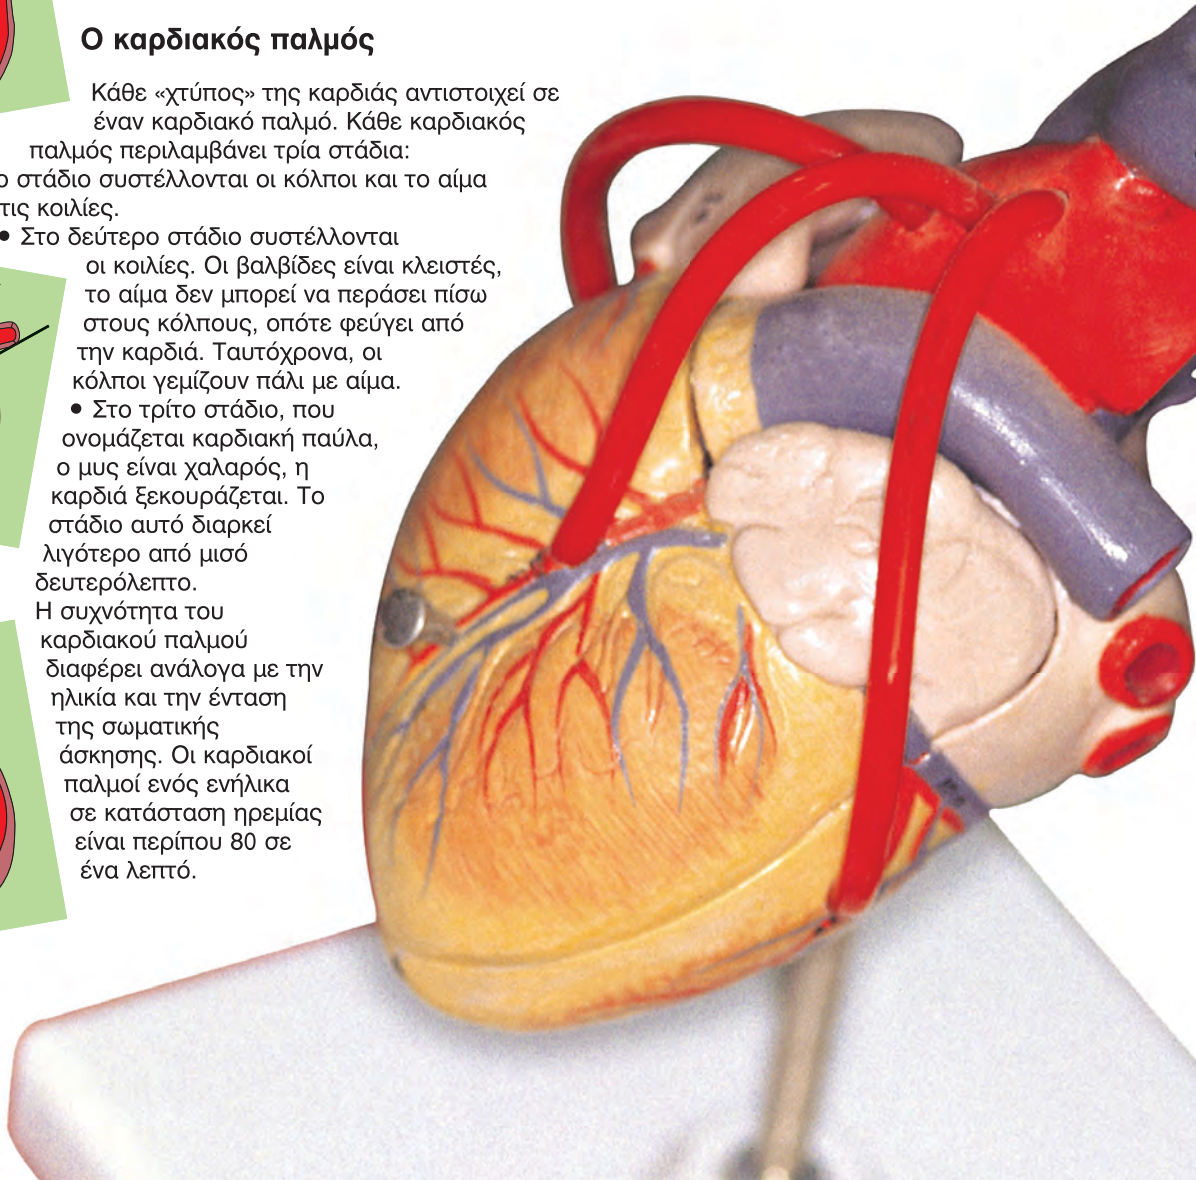 Ο καρδιακός παλμός
Κάθε «χτύπος» της καρδιάς αντιστοιχεί σε
έναν καρδιακό παλμό. Κάθε καρδιακός
παλμός περιλαμβάνει τρία στάδια:
στάδιο συστέλλονται οι κόλποι και το αίμα
τις κοιλίες.
• Στο δεύτερο στάδιο συστέλλονται
οι κοιλίες. Οι βαλβίδες είναι κλειστές,
το αίμα δεν μπορεί να περάσει πίσω
στους κόλπους, οπότε φεύγει από
την καρδιά. Ταυτόχρονα, οι
κόλποι γεμίζουν πάλι με αίμα.
• Στο τρίτο στάδιο, που
ονομάζεται καρδιακή παύλα,
ο μυς είναι χαλαρός, η
καρδιά ξεκουράζεται. Το
στάδιο αυτό διαρκεί
λιγότερο από μισό
δευτερόλεπτο.
Η συχνότητα του
καρδιακού παλμού
διαφέρει ανάλογα με την
ηλικία και την ένταση
της σωματικής
άσκησης. Οι καρδιακοί
παλμοί ενός ενήλικα
σε κατάσταση ηρεμίας
είναι περίπου 80 σε
ένα λεπτό.